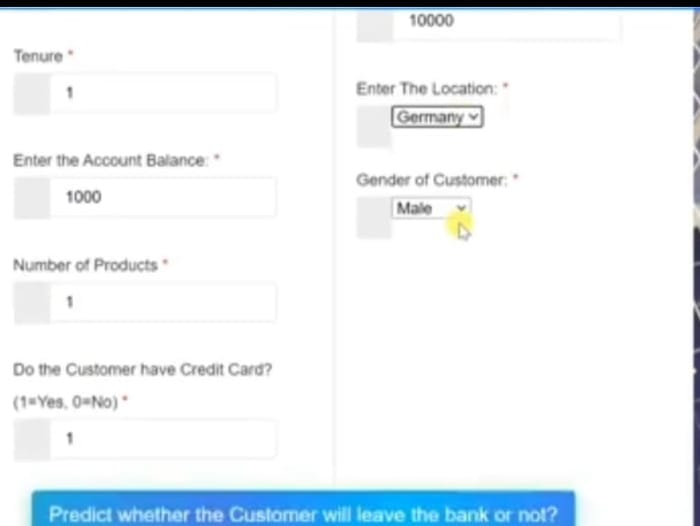 10000
Tenure *
1
Enter The Location: *
Germany
Enter the Account Balance: *
1000
Gender of Customer: *
Male
Number of Products *
1
Do the Customer have Credit Card?
(1=Yes, 0=No) *
1
Predict whether the Customer will leave the bank or not?